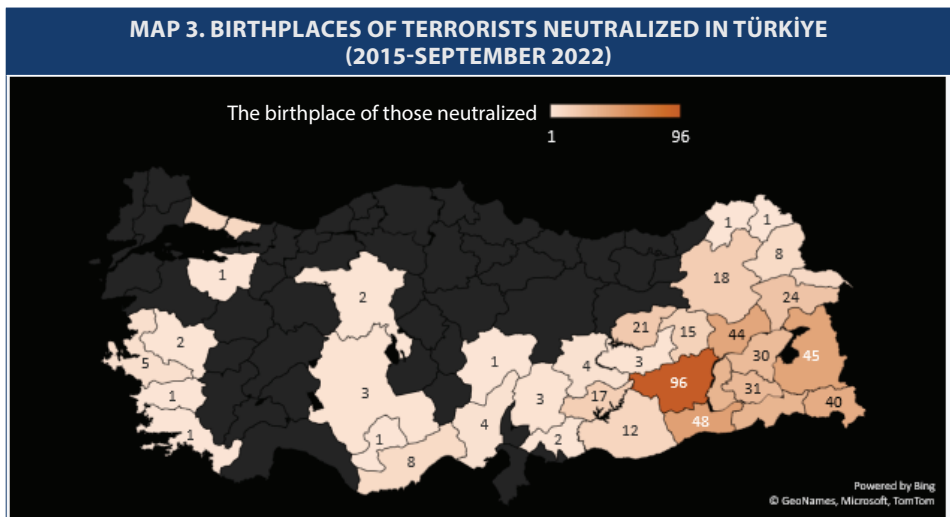 MAP 3. BIRTHPLACES OF TERRORISTS NEUTRALIZED IN TÜRKİYE
(2015-SEPTEMBER 2022)
The birthplace of those neutralized
1 96
1 1
1 8
2 18
24
2 21 15 44
5 1 4 3 30 45
1 3 3 17 96 31 40
1 1 4 12 48
8 2
Powered by Bing
© GeoNames, Microsoft, TomTom